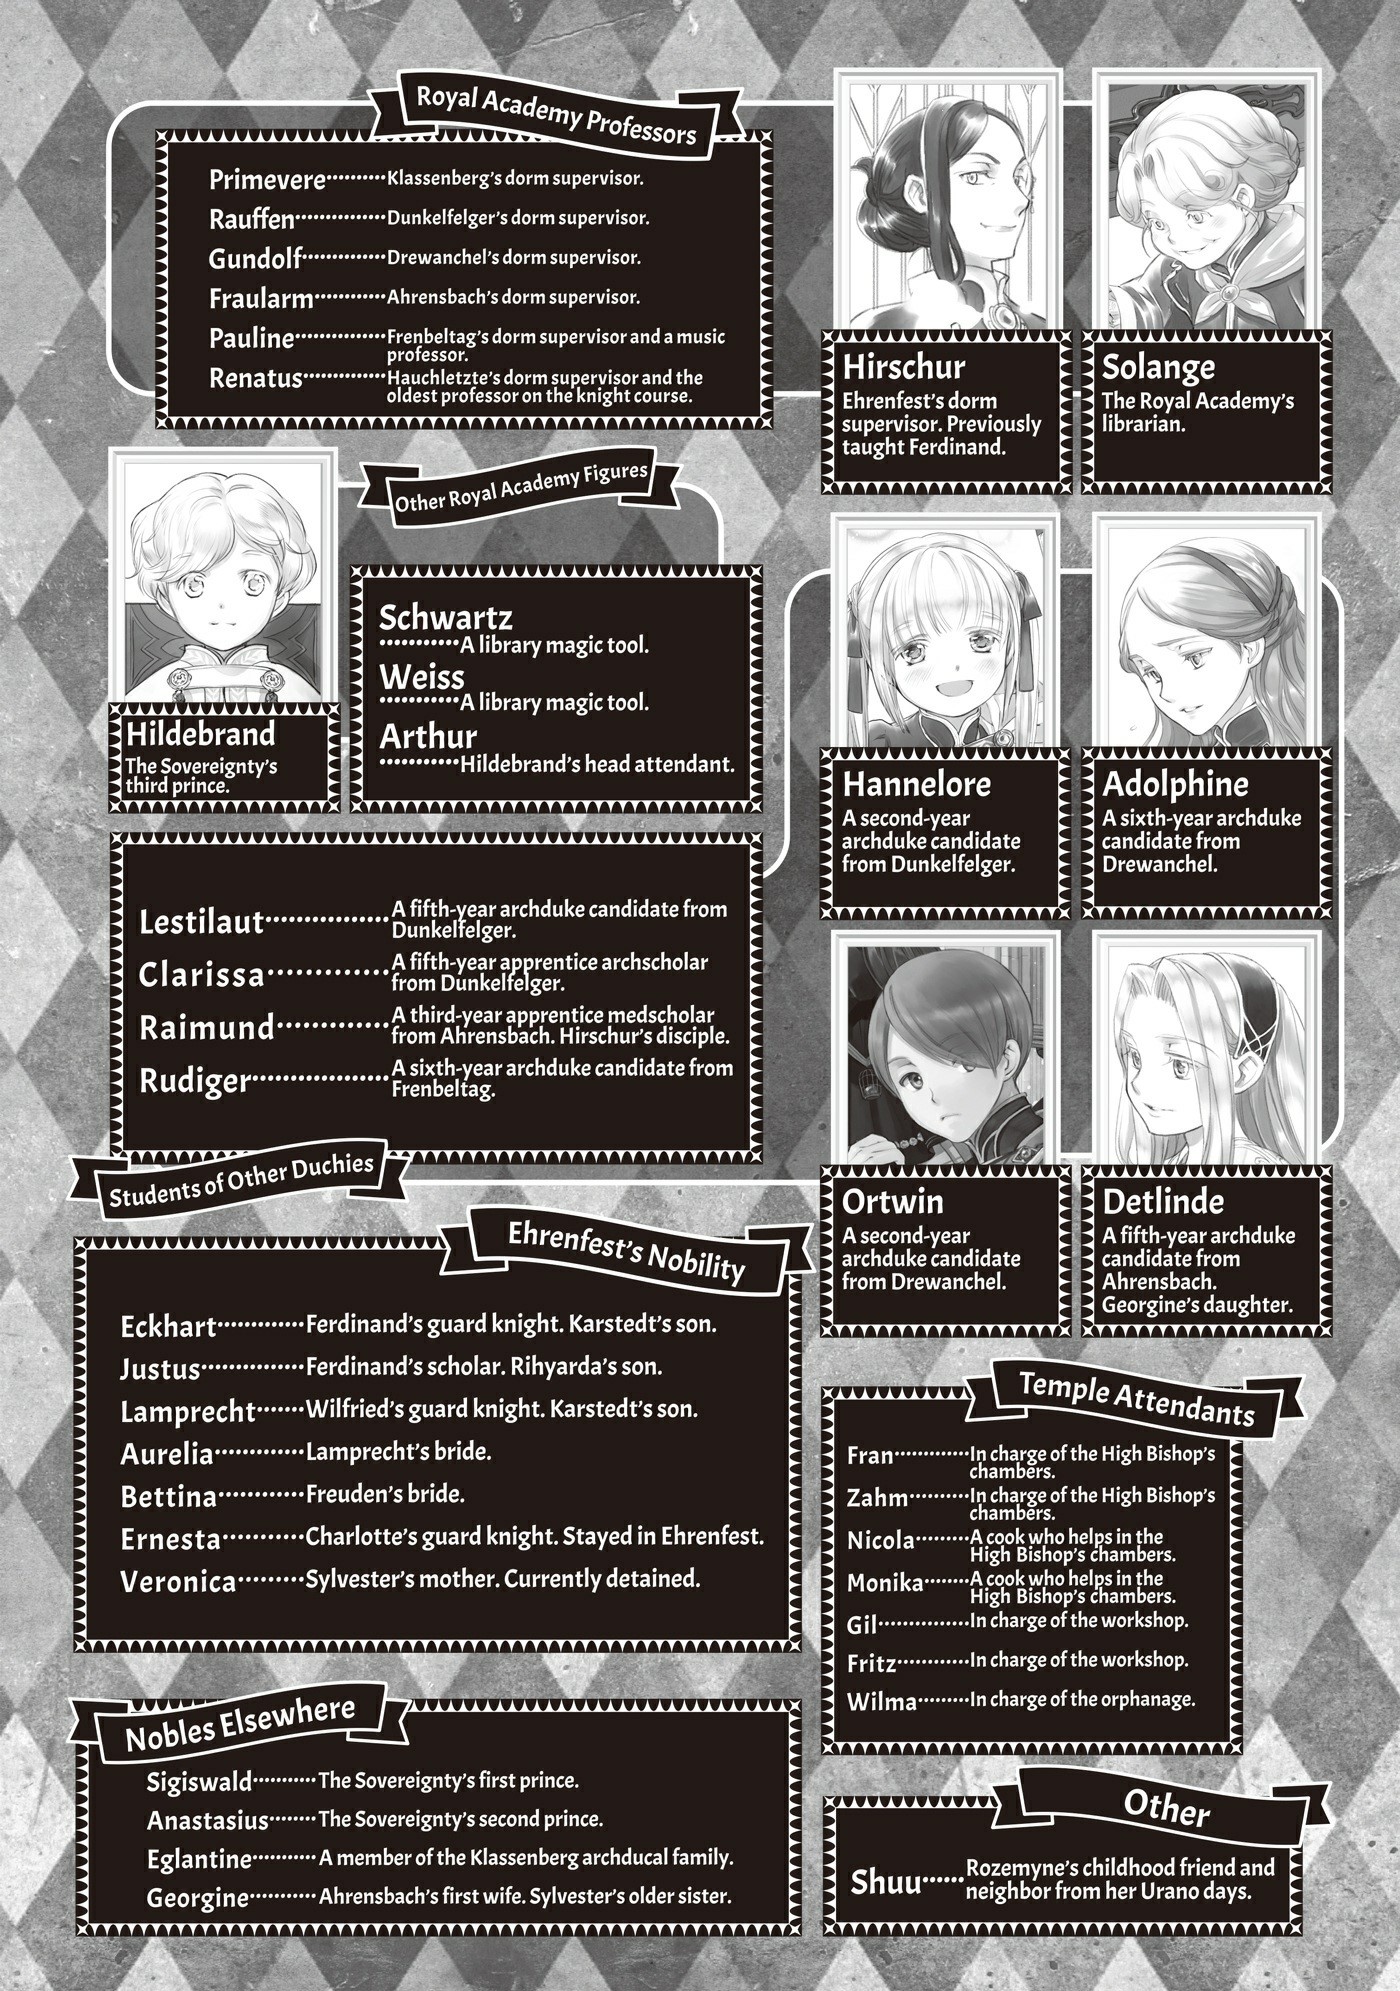 Royal Academy Professors
Primevere··········Klassenberg's dorm supervisor.
Rauffen···············Dunkelfelger's dorm supervisor.
Gundolf··············Drewanchel's dorm supervisor.
Fraularm············Ahrensbach's dorm supervisor.
Pauline···············Frenbeltag's dorm supervisor and a music
professor.
Renatus··············Hauchletzte's dorm supervisor and the
oldest professor on the knight course.
Hirschur
Ehrenfest's dorm
supervisor. Previously
taught Ferdinand.
Solange
The Royal Academy's
librarian.
Other Royal Academy Figures
Hildebrand
The Sovereignty's
third prince.
Schwartz
···········A library magic tool.
Weiss
···········A library magic tool.
Arthur
···········Hildebrand's head attendant.
Hannelore
A second-year
archduke candidate
from Dunkelfelger.
Adolphine
A sixth-year archduke
candidate from
Drewanchel.
Lestilaut················A fifth-year archduke candidate from
Dunkelfelger.
Clarissa·············A fifth-year apprentice archscholar
from Dunkelfelger.
Raimund············A third-year apprentice medscholar
from Ahrensbach. Hirschur's disciple.
Rudiger··················A sixth-year archduke candidate from
Frenbeltag.
Students of Other Duchies
Ortwin
A second-year
archduke candidate
from Drewanchel.
Detlinde
A fifth-year archduke
candidate from
Ahrensbach.
Georgine's daughter.
Ehrenfest's Nobility
Eckhart·············Ferdinand's guard knight. Karstedt's son.
Justus···············Ferdinand's scholar. Rihyarda's son.
Lamprecht·······Wilfried's guard knight. Karstedt's son.
Aurelia·············Lamprecht's bride.
Bettina············Freuden's bride.
Ernesta············Charlotte's guard knight. Stayed in Ehrenfest.
Veronica·········Sylvester's mother. Currently detained.
Temple Attendants
Fran·············In charge of the High Bishop's
chambers.
Zahm··········In charge of the High Bishop's
chambers.
Nicola·········A cook who helps in the
High Bishop's chambers.
Monika········A cook who helps in the
High Bishop's chambers.
Gil···············In charge of the workshop.
Fritz············In charge of the workshop.
Wilma·········In charge of the orphanage.
Nobles Elsewhere
Sigiswald···········The Sovereignty's first prince.
Anastasius········The Sovereignty's second prince.
Eglantine···········A member of the Klassenberg archducal family.
Georgine···········Ahrensbach's first wife. Sylvester's older sister.
Other
Shuu······Rozemyne's childhood friend and
neighbor from her Urano days.